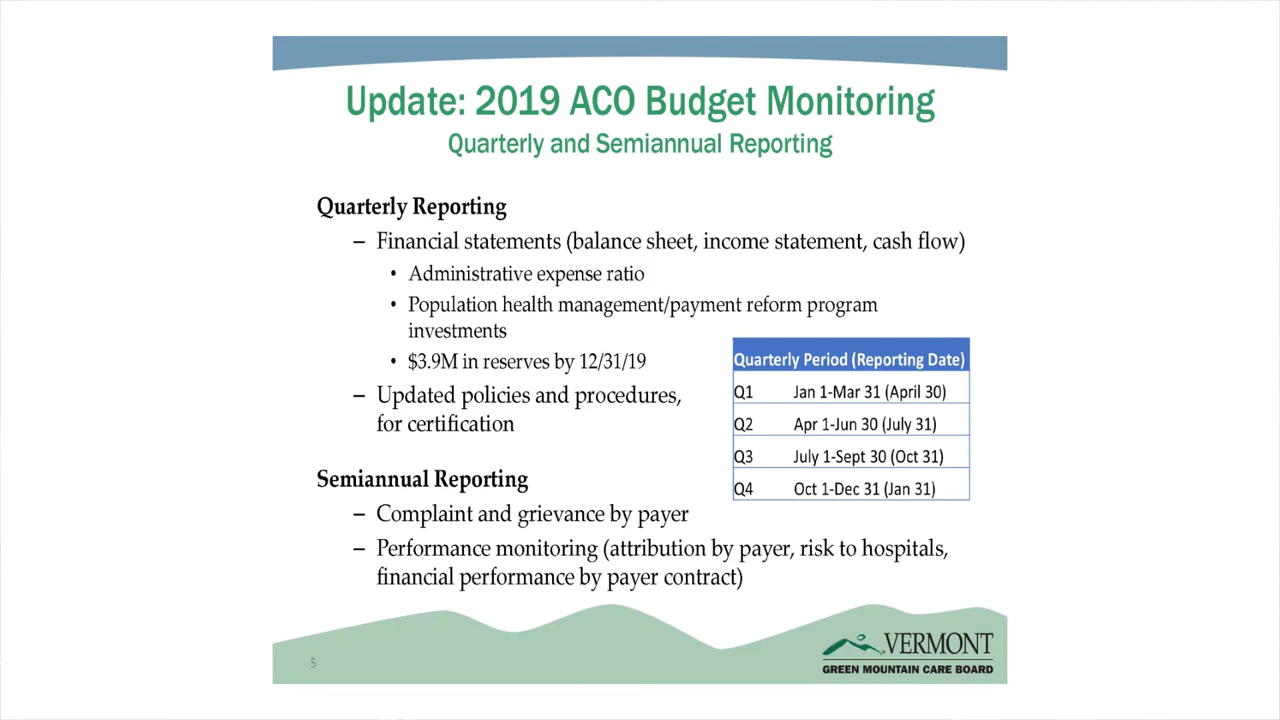 Update: 2019 ACO Budget Monitoring
Quarterly and Semiannual Reporting
Quarterly Reporting
– Financial statements (balance sheet, income statement, cash flow)
• Administrative expense ratio
• Population health management/payment reform program
investments
• $3.9M in reserves by 12/31/19
– Updated policies and procedures,
for certification
Quarterly Period (Reporting Date)
Q1 Jan 1-Mar 31 (April 30)
Q2 Apr 1-Jun 30 (July 31)
Q3 July 1-Sept 30 (Oct 31)
Q4 Oct 1-Dec 31 (Jan 31)
Semiannual Reporting
– Complaint and grievance by payer
– Performance monitoring (attribution by payer, risk to hospitals,
financial performance by payer contract)
5
VERMONT
GREEN MOUNTAIN CARE BOARD